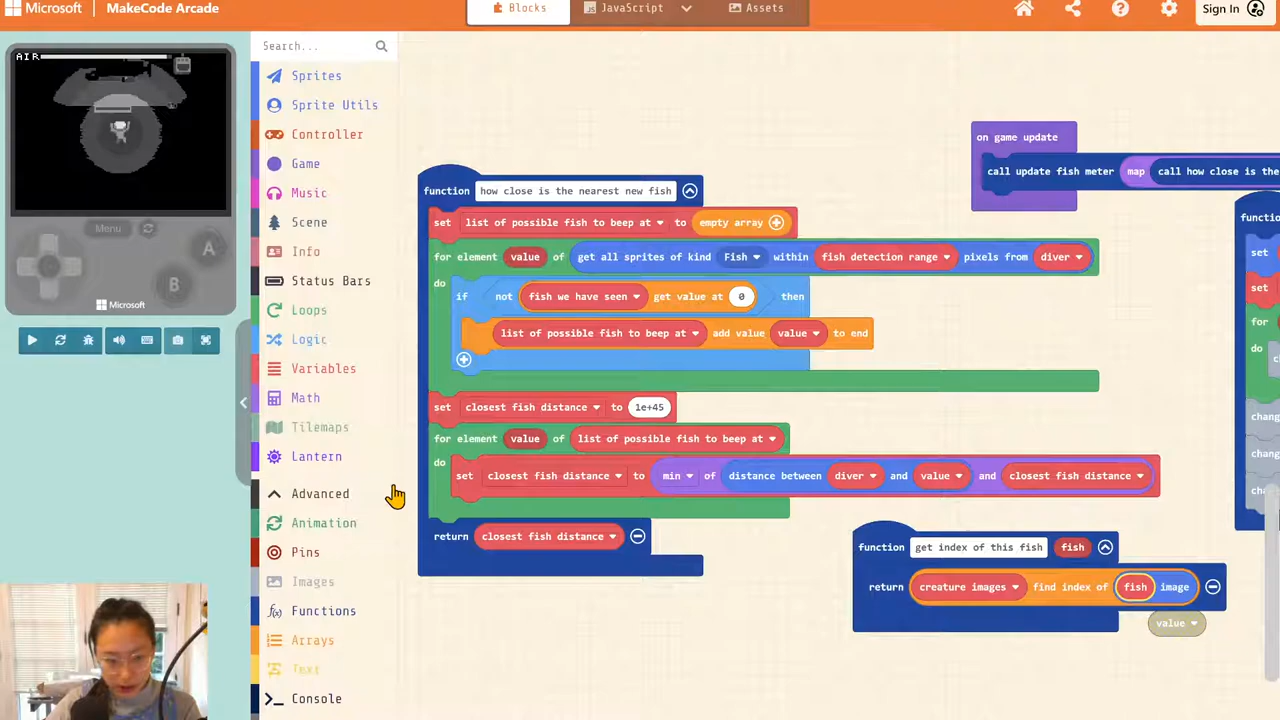 Microsoft MakeCode Arcade Blocks JavaScript Assets Sign In
AIR
Menu
A
B
Microsoft
Search...
Sprites
Sprite Utils
Controller
Game
Music
Scene
Info
Status Bars
Loops
Logic
Variables
Math
Tilemaps
Lantern
Advanced
Animation
Pins
Images
Functions
Arrays
Text
Console
function how close is the nearest new fish
set list of possible fish to beep at to empty array
for element value of get all sprites of kind Fish within fish detection range pixels from diver
do
if not fish we have seen get value at 0 then
list of possible fish to beep at add value value to end
set closest fish distance to 1e+45
for element value of list of possible fish to beep at
do
set closest fish distance to min of distance between diver and value and closest fish distance
return closest fish distance
on game update
call update fish meter map call how close is the
function get index of this fish fish
return creature images find index of fish image
value
set
set
for
do